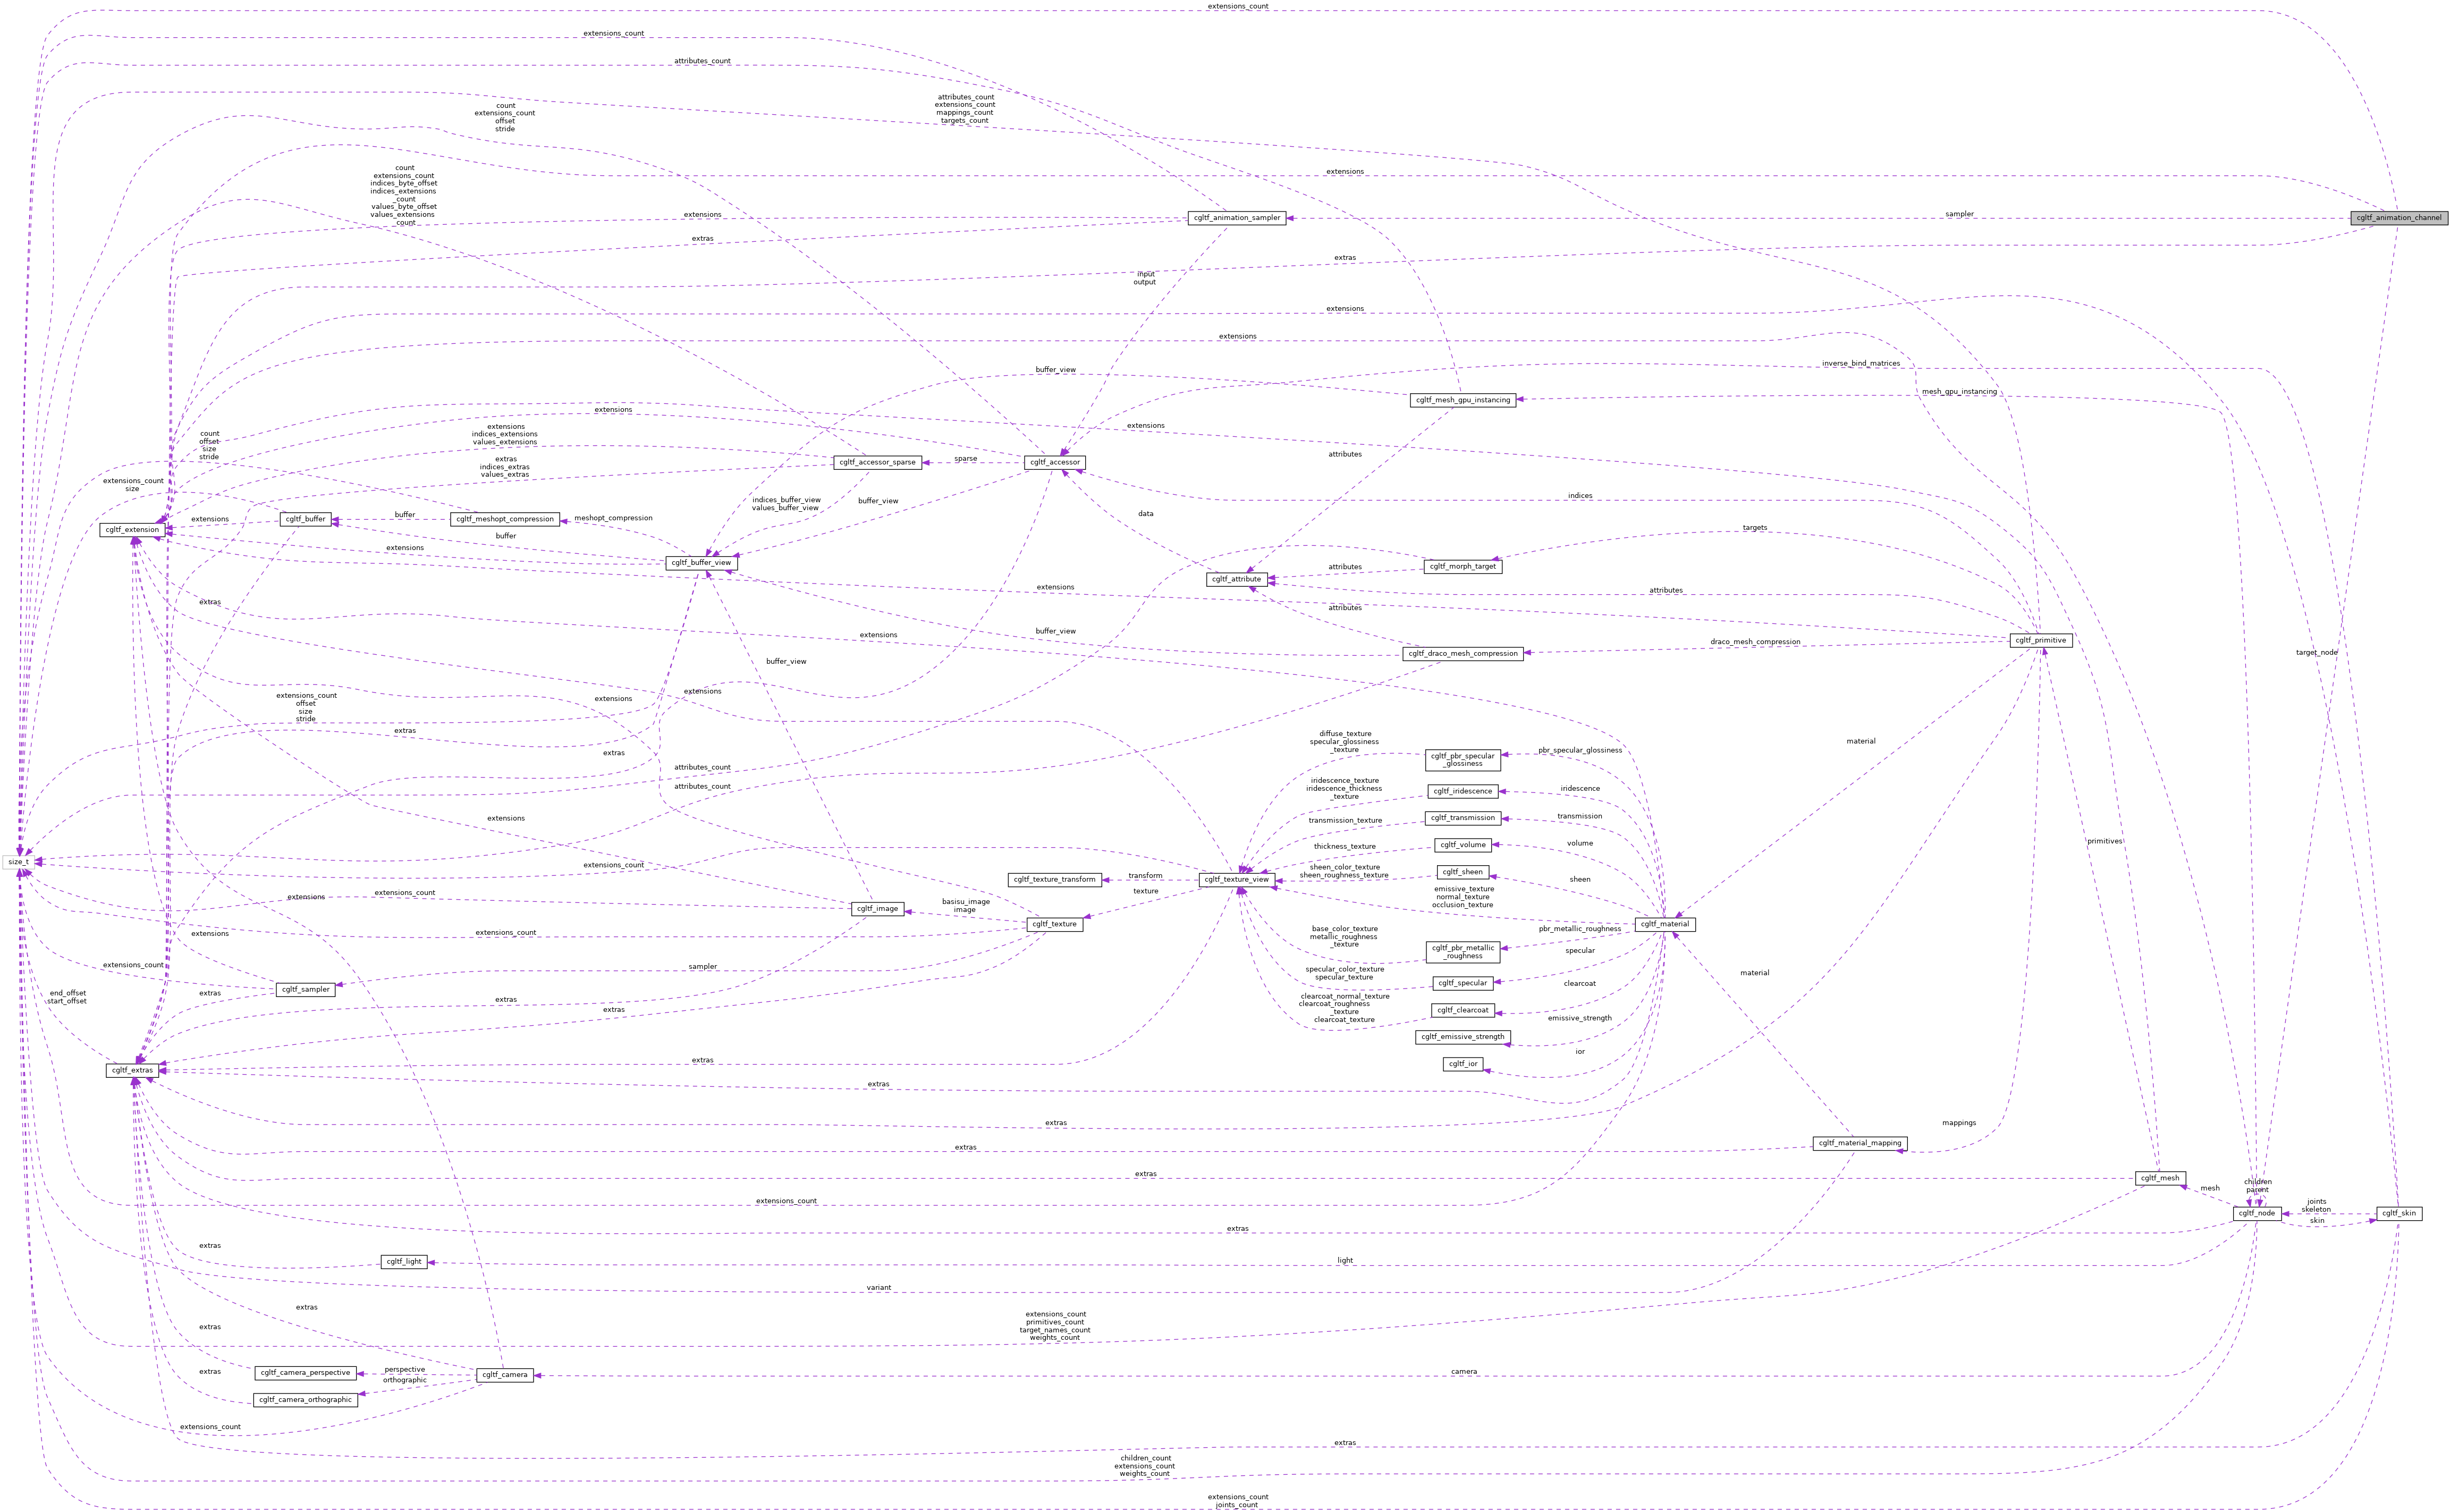 extensions_count
extensions_count
attributes_count
attributes_count
extensions_count
mappings_count
targets_count
count
extensions_count
offset
stride
extensions
count
extensions_count
indices_byte_offset
indices_extensions
_count
values_byte_offset
values_extensions
_count
extensions
cgltf_animation_sampler
sampler
cgltf_animation_channel
extras
extras
input
output
extensions
extensions
inverse_bind_matrices
buffer_view
mesh_gpu_instancing
cgltf_mesh_gpu_instancing
extensions
extensions
extensions
indices_extensions
values_extensions
count
offset
size
stride
attributes
extras
indices_extras
values_extras
cgltf_accessor_sparse
sparse
cgltf_accessor
extensions_count
size
indices
indices_buffer_view
values_buffer_view
buffer_view
data
extensions
cgltf_buffer
buffer
cgltf_meshopt_compression
meshopt_compression
cgltf_extension
targets
buffer
extensions
cgltf_buffer_view
attributes
cgltf_morph_target
cgltf_attribute
extensions
attributes
extras
attributes
extensions
buffer_view
cgltf_primitive
draco_mesh_compression
cgltf_draco_mesh_compression
target_node
buffer_view
extensions
extensions_count
offset
size
stride
extensions
extras
extras
material
diffuse_texture
specular_glossiness
_texture
cgltf_pbr_specular
_glossiness
pbr_specular_glossiness
attributes_count
attributes_count
iridescence_texture
iridescence_thickness
_texture
cgltf_iridescence
iridescence
extensions
transmission_texture
cgltf_transmission
transmission
thickness_texture
cgltf_volume
volume
primitives
size_t
extensions_count
sheen_color_texture
sheen_roughness_texture
cgltf_sheen
sheen
cgltf_texture_transform
transform
cgltf_texture_view
texture
emissive_texture
normal_texture
occlusion_texture
extensions_count
extensions
cgltf_image
basisu_image
image
cgltf_texture
cgltf_material
extensions
extensions_count
base_color_texture
metallic_roughness
_texture
cgltf_pbr_metallic
_roughness
pbr_metallic_roughness
specular
extensions_count
sampler
specular_color_texture
specular_texture
cgltf_specular
material
clearcoat
end_offset
start_offset
extras
cgltf_sampler
extras
extras
clearcoat_normal_texture
clearcoat_roughness
_texture
clearcoat_texture
cgltf_clearcoat
emissive_strength
cgltf_emissive_strength
ior
cgltf_ior
cgltf_extras
extras
extras
extras
mappings
extras
cgltf_material_mapping
extras
cgltf_mesh
children
parent
mesh
extensions_count
joints
skeleton
skin
cgltf_node
cgltf_skin
extras
extras
cgltf_light
light
variant
extras
extensions_count
primitives_count
target_names_count
weights_count
extras
cgltf_camera_perspective
perspective
orthographic
cgltf_camera
camera
extras
cgltf_camera_orthographic
extensions_count
extras
children_count
extensions_count
weights_count
extensions_count
joints_count